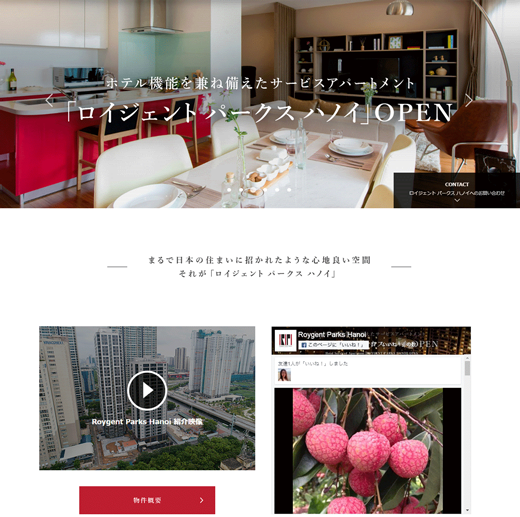 ホテル機能を兼ね備えたサービスアパートメント
「ロイジェント パークス ハノイ」OPEN
CONTACT
ロイジェント パークス ハノイへのお問い合わせ
まるで日本の住まいに招かれたような心地良い空間
それが「ロイジェント パークス ハノイ」
Roygent Parks Hanoi 紹介映像
物件概要
Roygent Parks Hanoi
このページに「いいね！」
友達1人が「いいね！」しました